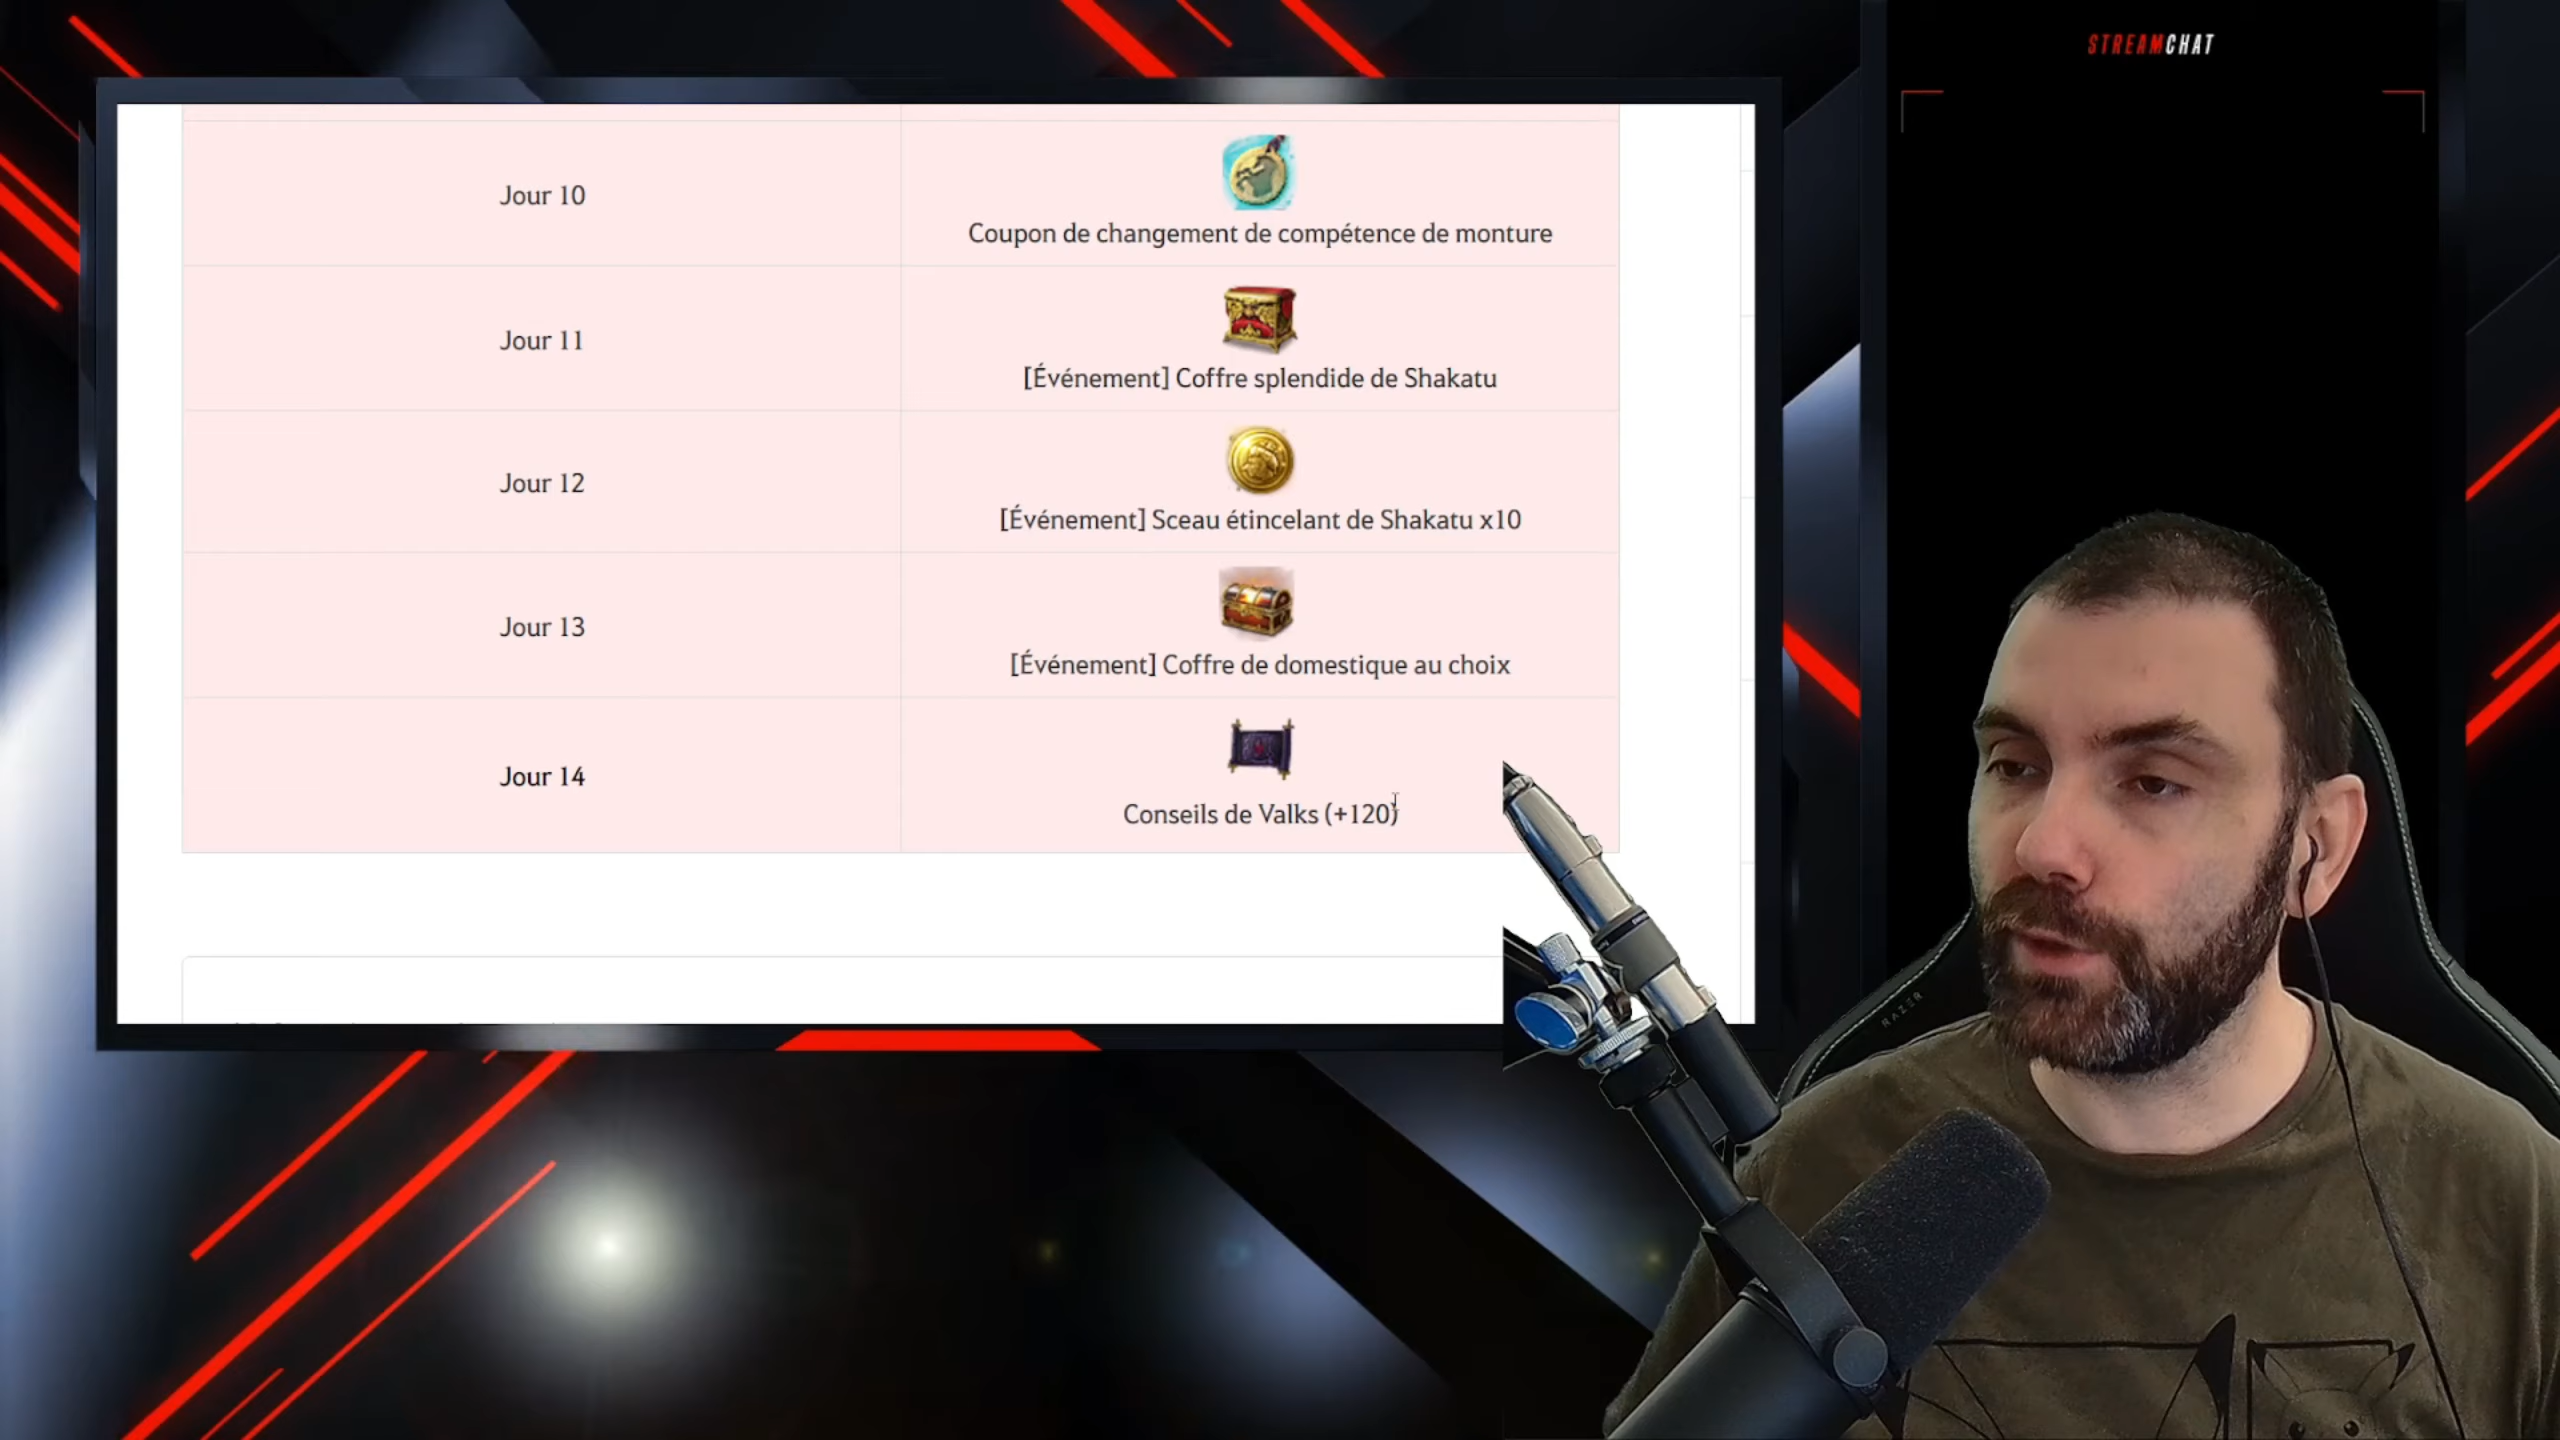 STREAMCHAT
Jour 10
Coupon de changement de compétence de monture
Jour 11
[Événement] Coffre splendide de Shakatu
Jour 12
[Événement] Sceau étincelant de Shakatu x10
Jour 13
[Événement] Coffre de domestique au choix
Jour 14
Conseils de Valks (+120)
RAZER